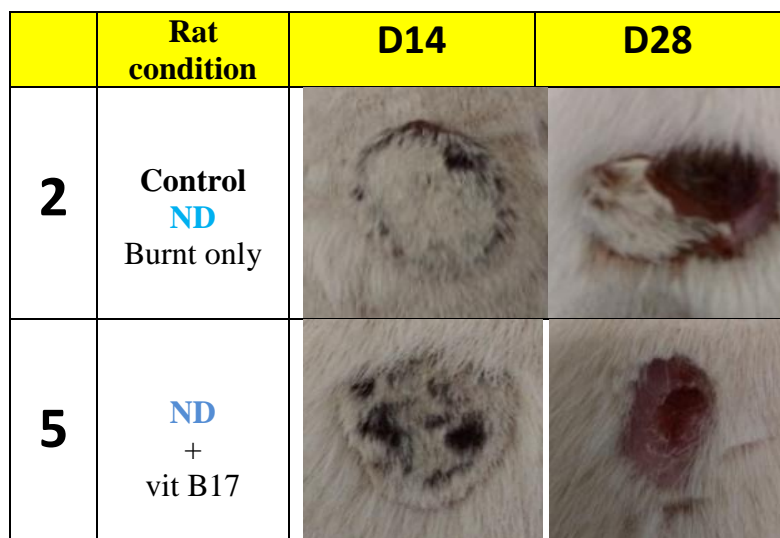 Rat
condition
D14
D28
2
Control
ND
Burnt only
5
ND
+
vit B17